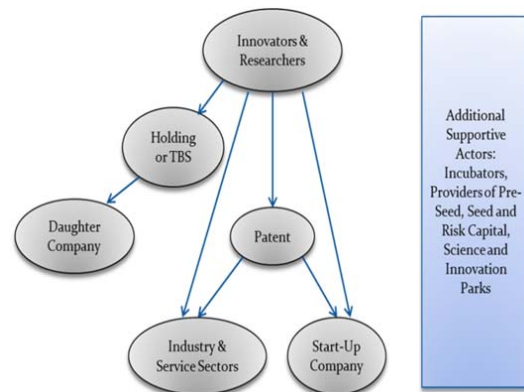 Innovators &
Researchers
Holding
or TBS
Daughter
Company
Patent
Industry &
Service Sectors
Start-Up
Company
Additional
Supportive
Actors:
Incubators,
Providers of Pre-
Seed, Seed and
Risk Capital,
Science and
Innovation
Parks